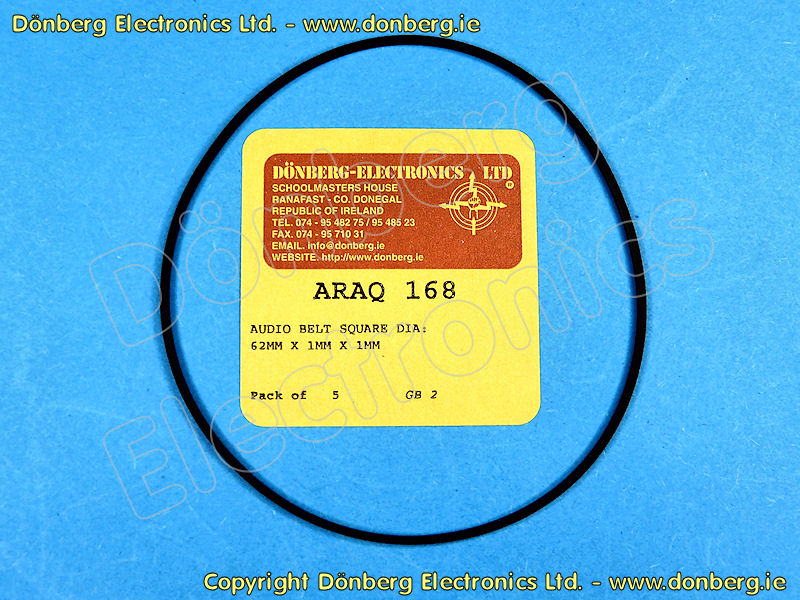 Dönberg Electronics Ltd. - www.donberg.ie
DÖNBERG-ELECTRONICS LTD
SCHOOLMASTERS HOUSE
RANAFAST - CO. DONEGAL
REPUBLIC OF IRELAND
TEL. 074 - 95 482 75 / 95 485 23
FAX. 074 - 95 710 31
EMAIL. info@donberg.ie
WEBSITE. http://www.donberg.ie
ARAQ 168
AUDIO BELT SQUARE DIA:
62MM X 1MM X 1MM
Pack of 5 GB 2
Dönberg
Electronics
Copyright Dönberg Electronics Ltd. - www.donberg.ie